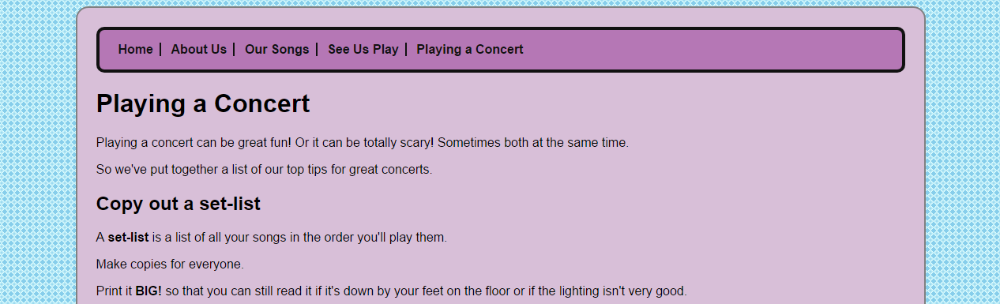 Home | About Us | Our Songs | See Us Play | Playing a Concert
Playing a Concert
Playing a concert can be great fun! Or it can be totally scary! Sometimes both at the same time.
So we've put together a list of our top tips for great concerts.
Copy out a set-list
A set-list is a list of all your songs in the order you'll play them.
Make copies for everyone.
Print it BIG! so that you can still read it if it's down by your feet on the floor or if the lighting isn't very good.